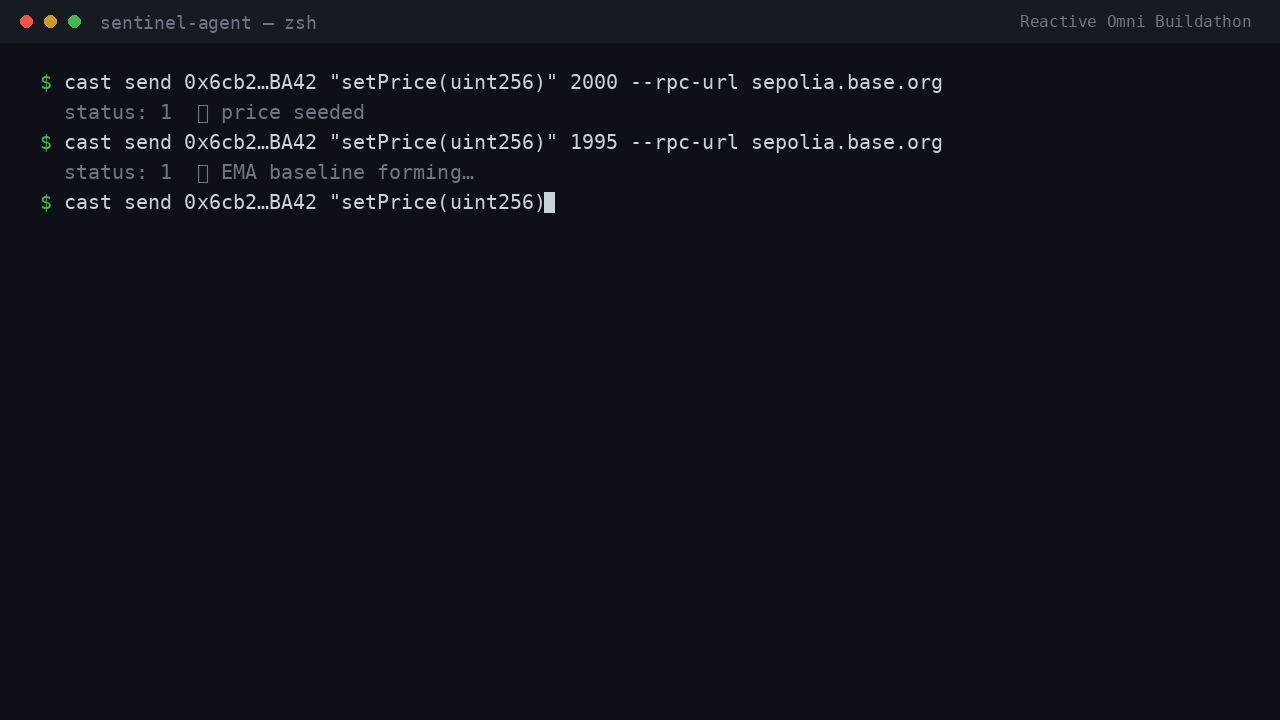 sentinel-agent — zsh
Reactive Omni Buildathon
$ cast send 0x6cb2…BA42 "setPrice(uint256)" 2000 --rpc-url sepolia.base.org
status: 1 ▯ price seeded
$ cast send 0x6cb2…BA42 "setPrice(uint256)" 1995 --rpc-url sepolia.base.org
status: 1 ▯ EMA baseline forming…
$ cast send 0x6cb2…BA42 "setPrice(uint256)